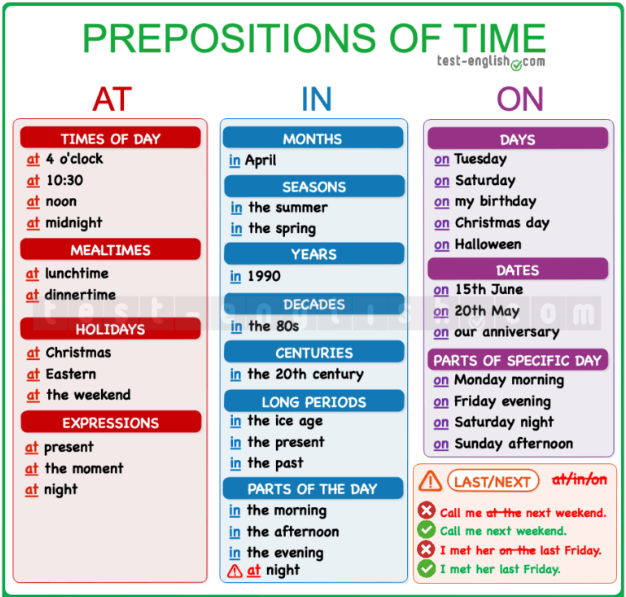 PREPOSITIONS OF TIME
test-english.com
AT
TIMES OF DAY
at 4 o'clock
at 10:30
at noon
at midnight
MEALTIMES
at lunchtime
at dinnertime
HOLIDAYS
at Christmas
at Eastern
at the weekend
EXPRESSIONS
at present
at the moment
at night
IN
MONTHS
in April
SEASONS
in the summer
in the spring
YEARS
in 1990
DECADES
in the 80s
CENTURIES
in the 20th century
LONG PERIODS
in the ice age
in the present
in the past
PARTS OF THE DAY
in the morning
in the afternoon
in the evening
at night
ON
DAYS
on Tuesday
on Saturday
on my birthday
on Christmas day
on Halloween
DATES
on 15th June
on 20th May
on our anniversary
PARTS OF SPECIFIC DAY
on Monday morning
on Friday evening
on Saturday night
on Sunday afternoon
LAST/NEXT at/in/on
Call me at the next weekend.
Call me next weekend.
I met her on the last Friday.
I met her last Friday.
test-english.com